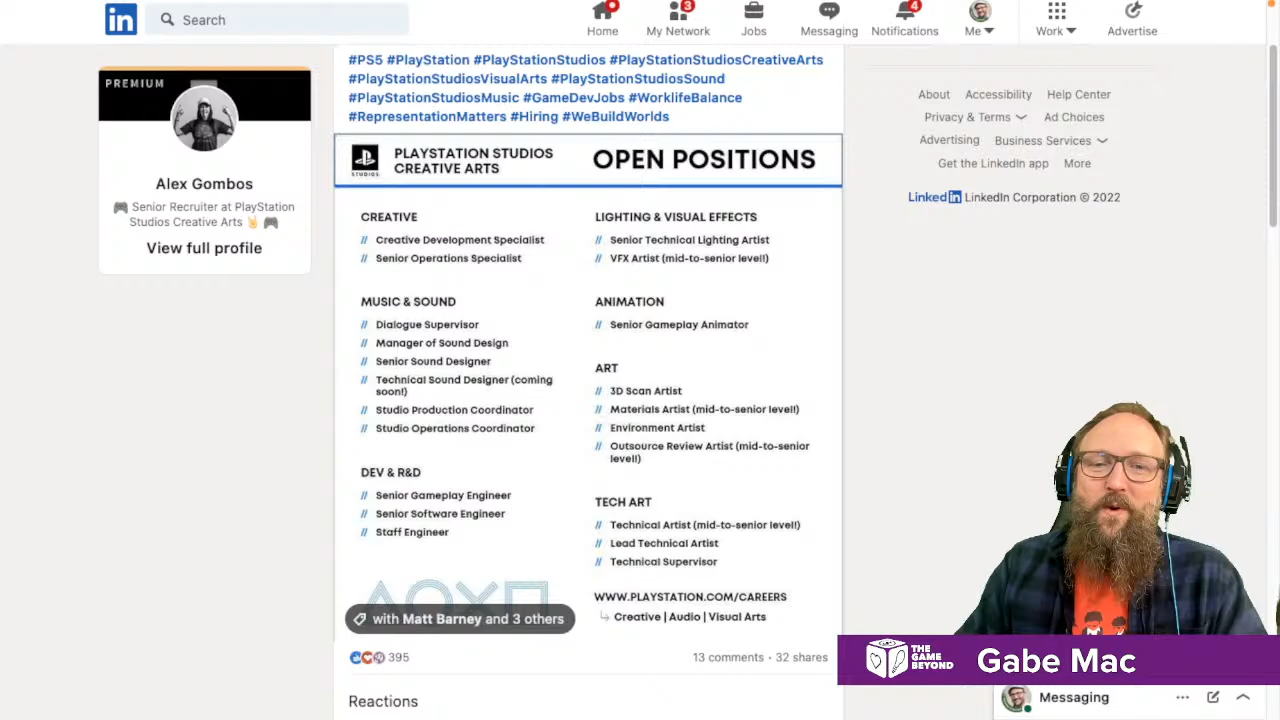 in
Search
3
4
Home
My Network
Jobs
Messaging
Notifications
Me
Work
Advertise
PREMIUM
Alex Gombos
Senior Recruiter at PlayStation
Studios Creative Arts
View full profile
#PS5 #PlayStation #PlayStationStudios #PlayStationStudiosCreativeArts
#PlayStationStudiosVisualArts #PlayStationStudiosSound
#PlayStationStudiosMusic #GameDevJobs #WorklifeBalance
#RepresentationMatters #Hiring #WeBuildWorlds
STUDIOS
PLAYSTATION STUDIOS
CREATIVE ARTS
OPEN POSITIONS
CREATIVE
// Creative Development Specialist
// Senior Operations Specialist
MUSIC & SOUND
// Dialogue Supervisor
// Manager of Sound Design
// Senior Sound Designer
// Technical Sound Designer (coming
soon!)
// Studio Production Coordinator
// Studio Operations Coordinator
DEV & R&D
// Senior Gameplay Engineer
// Senior Software Engineer
// Staff Engineer
LIGHTING & VISUAL EFFECTS
// Senior Technical Lighting Artist
// VFX Artist (mid-to-senior level!)
ANIMATION
// Senior Gameplay Animator
ART
// 3D Scan Artist
// Materials Artist (mid-to-senior level!)
// Environment Artist
// Outsource Review Artist (mid-to-senior
level!)
TECH ART
// Technical Artist (mid-to-senior level!)
// Lead Technical Artist
// Technical Supervisor
WWW.PLAYSTATION.COM/CAREERS
Creative | Audio | Visual Arts
with Matt Barney and 3 others
395
13 comments · 32 shares
Reactions
About Accessibility Help Center
Privacy & Terms Ad Choices
Advertising Business Services
Get the LinkedIn app More
LinkedIn LinkedIn Corporation © 2022
THE
GAME
BEYOND
Gabe Mac
Messaging